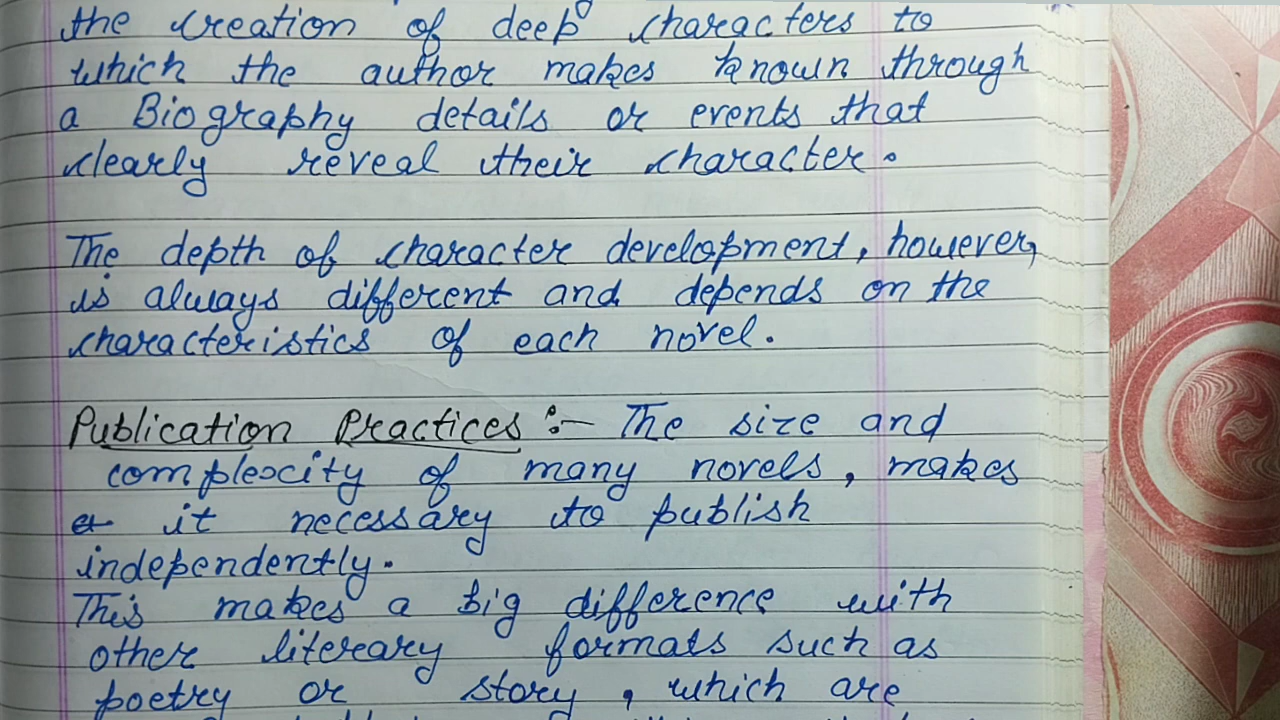 the creation of deep characters to
which the author makes known through
a Biography details or events that
clearly reveal their character.
The depth of character development, however,
is always different and depends on the
characteristics of each novel.
Publication Practices :- The size and
complexity of many novels, makes
it necessary to publish
independently.
This makes a big difference with
other literary formats such as
poetry or story, which are